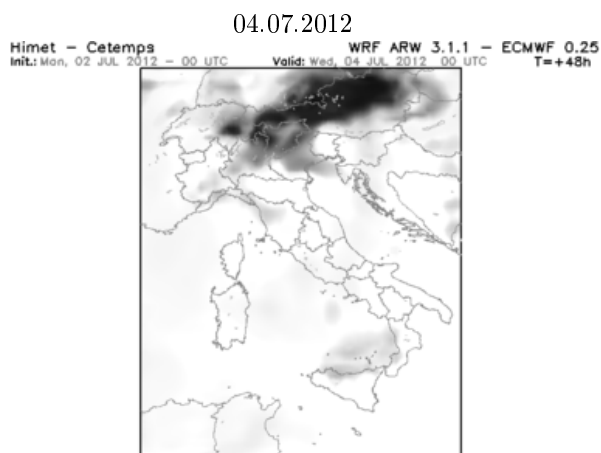 04.07.2012
Himet - Cetemps WRF ARW 3.1.1 - ECMWF 0.25
Init.: Mon, 02 JUL 2012 - 00 UTC Valid: Wed, 04 JUL 2012 00 UTC T=+48h